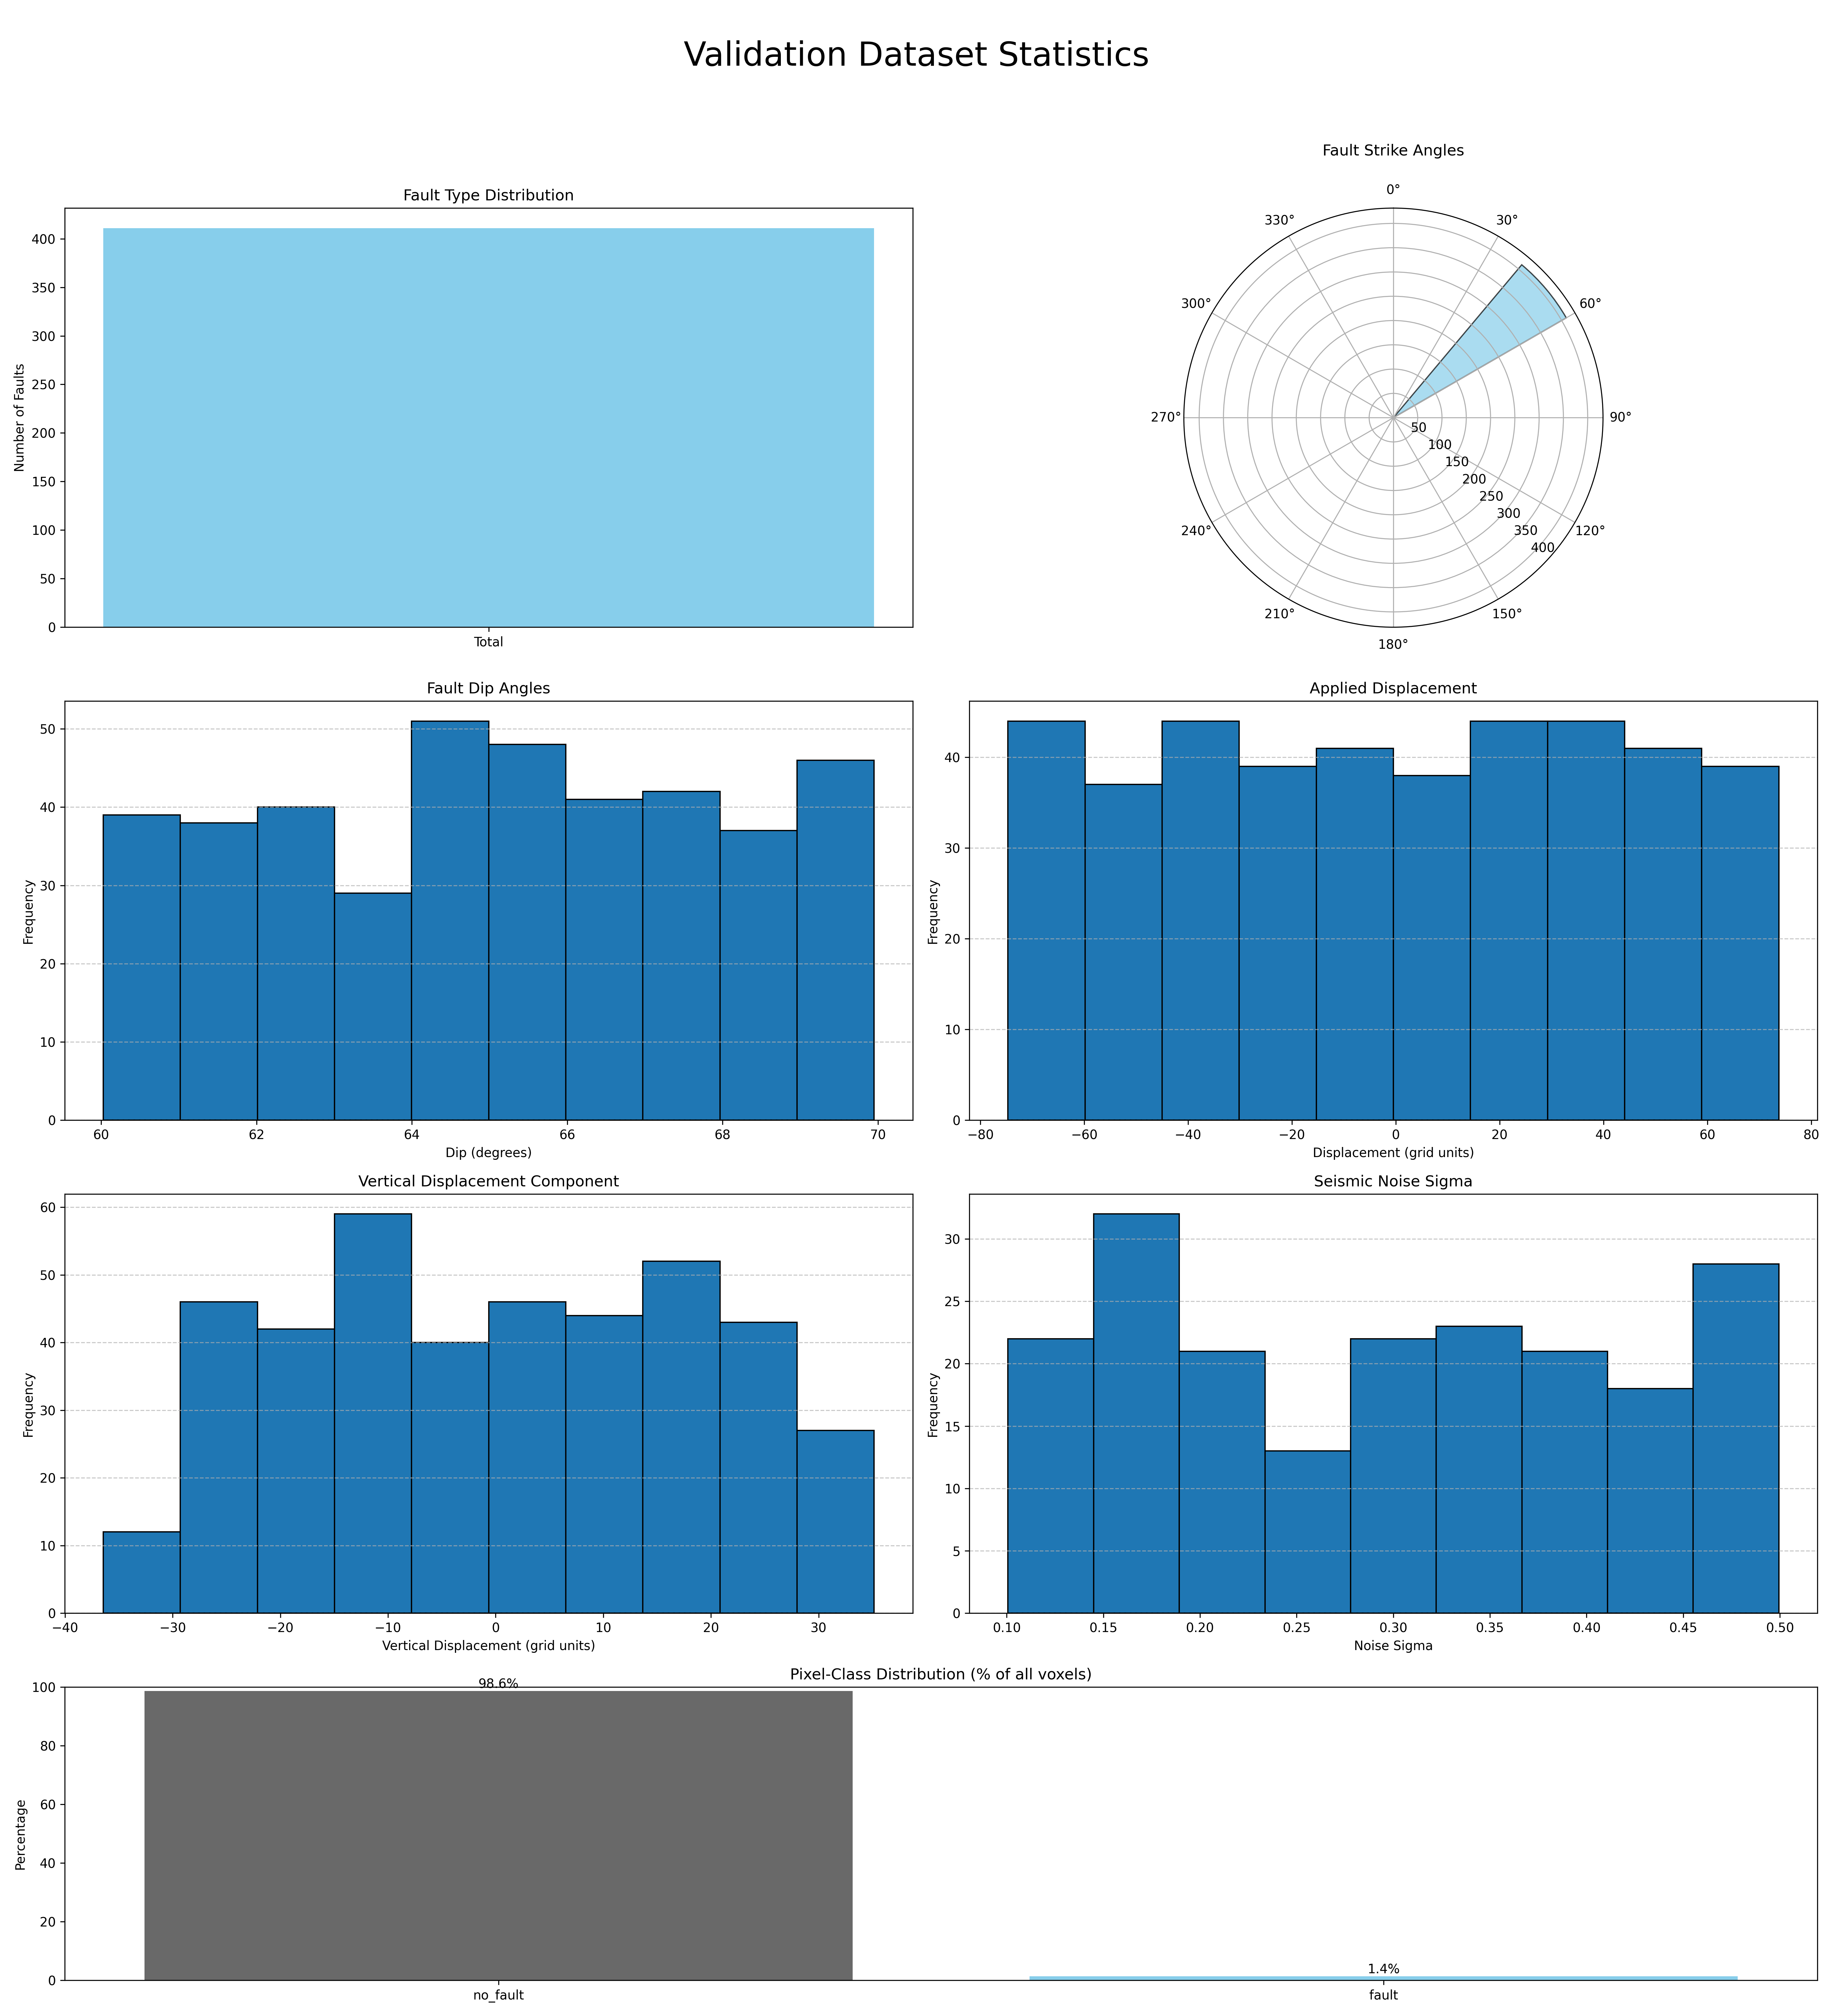 Validation Dataset Statistics
Fault Type Distribution
Number of Faults
400
350
300
250
200
150
100
50
0
Total
Fault Strike Angles
0°
330°
30°
300°
60°
270°
90°
240°
120°
210°
150°
180°
50
100
150
200
250
300
350
400
Fault Dip Angles
Frequency
50
40
30
20
10
0
60 62 64 66 68 70
Dip (degrees)
Applied Displacement
Frequency
40
30
20
10
0
−80 −60 −40 −20 0 20 40 60 80
Displacement (grid units)
Vertical Displacement Component
Frequency
60
50
40
30
20
10
0
−40 −30 −20 −10 0 10 20 30
Vertical Displacement (grid units)
Seismic Noise Sigma
Frequency
30
25
20
15
10
5
0
0.10 0.15 0.20 0.25 0.30 0.35 0.40 0.45 0.50
Noise Sigma
Pixel-Class Distribution (% of all voxels)
Percentage
100
80
60
40
20
0
98.6%
1.4%
no_fault fault